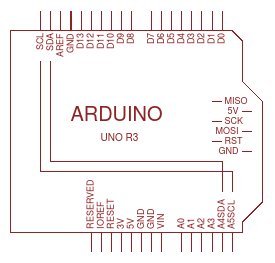 SCL
SDA
AREF
GND
D13
D12
D11
D10
D9
D8
D7
D6
D5
D4
D3
D2
D1
D0
ARDUINO
UNO R3
MISO
5V
SCK
MOSI
RST
GND
RESERVED
IOREF
RESET
3V
5V
GND
GND
VIN
A0
A1
A2
A3
A4SDA
A5SCL